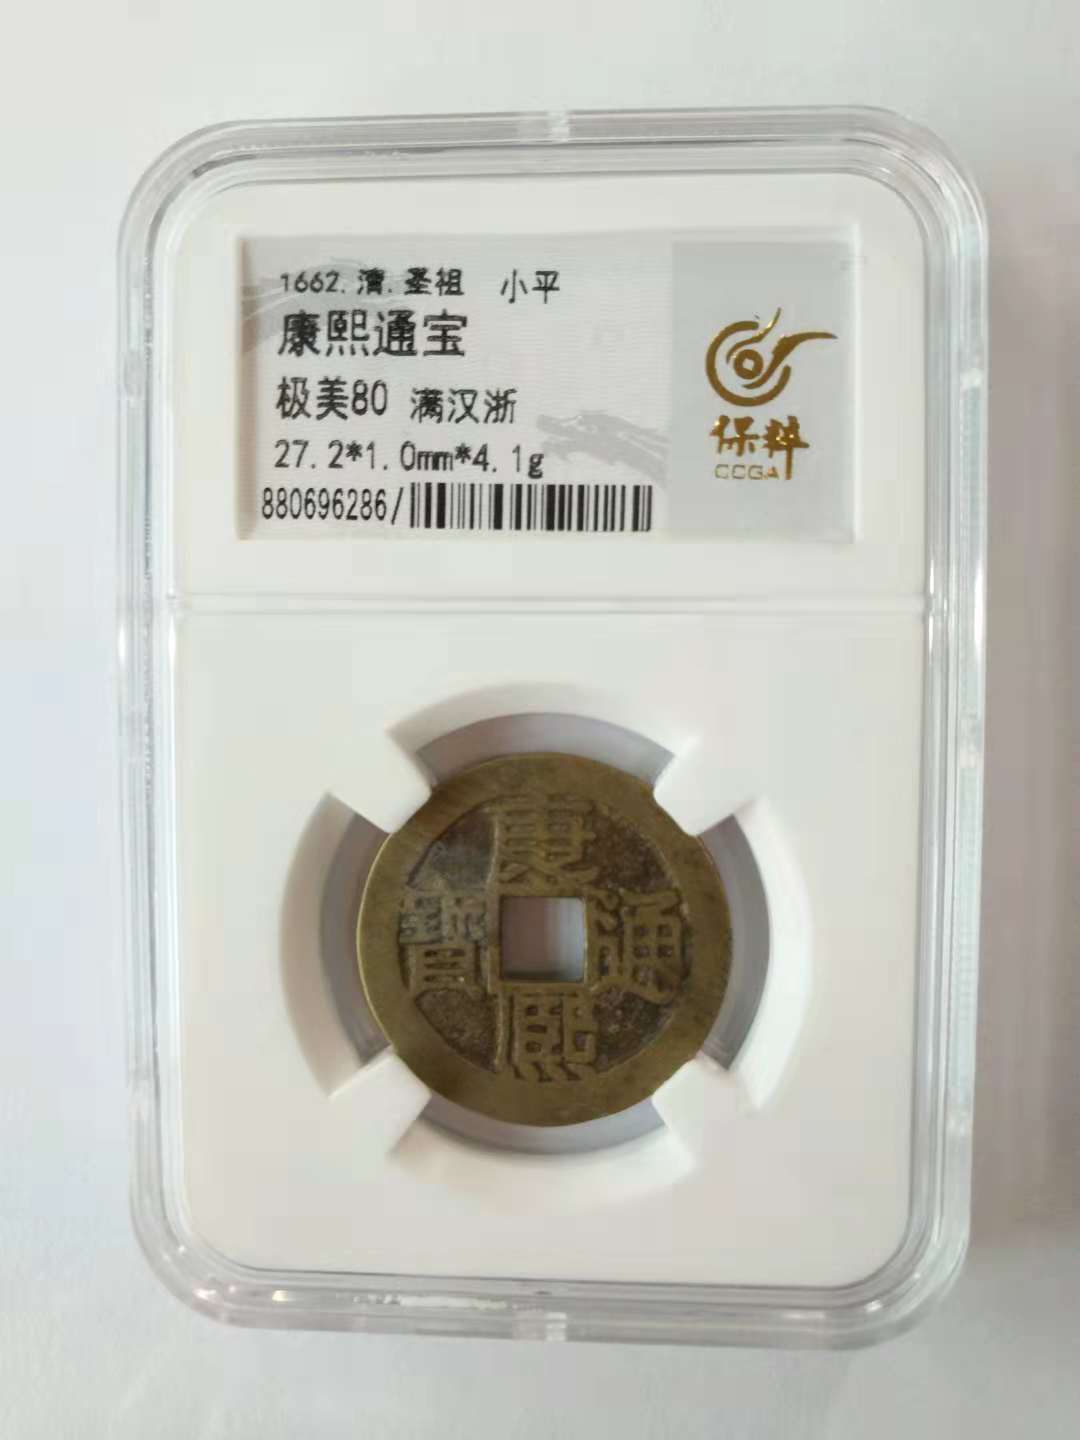 1662.清.圣祖 小平
康熙通宝
极美80 满汉浙
27.2*1.0mm*4.1g
880696286/
保粹
CCGA
康熙通寶